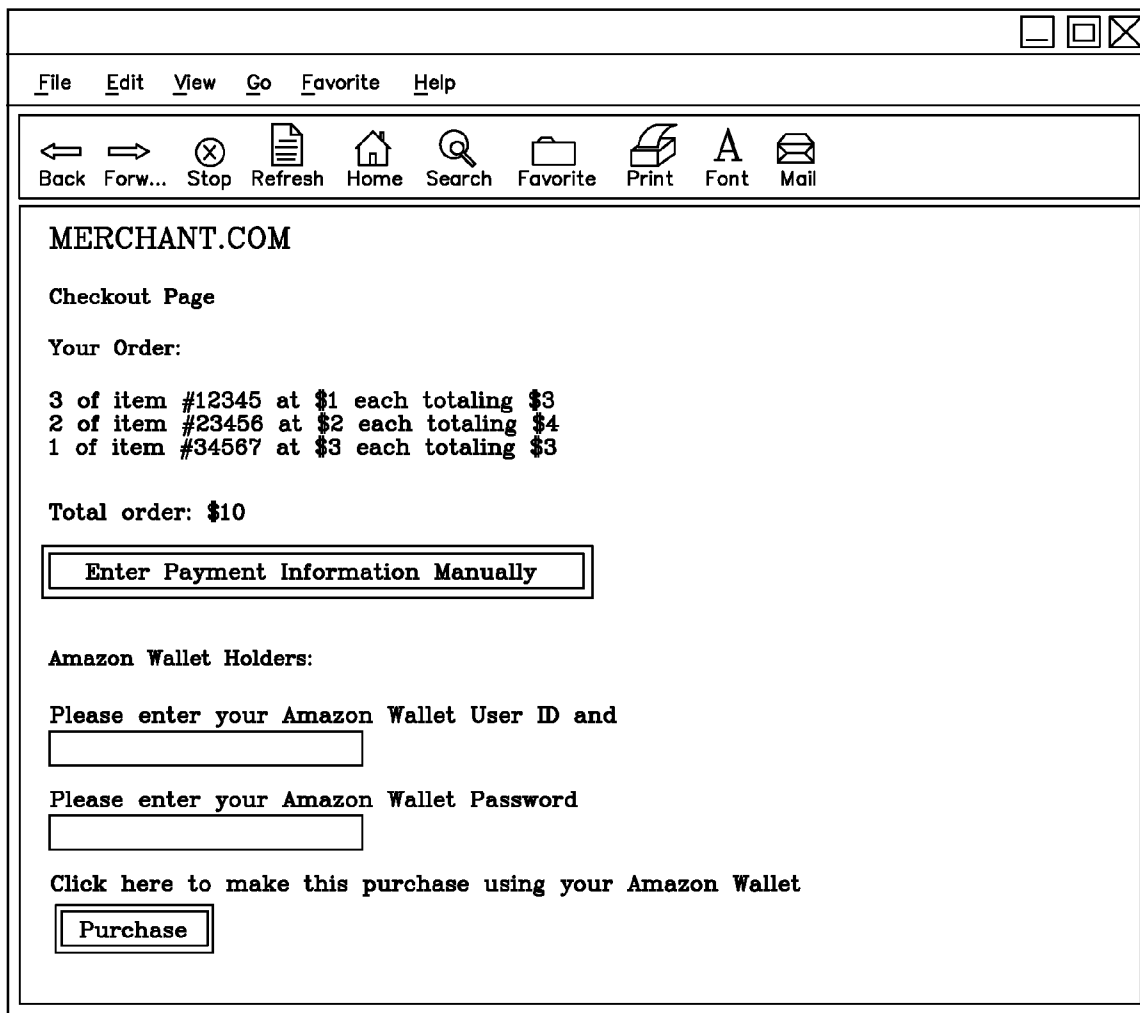 File Edit View Go Favorite Help
Back Forw... Stop Refresh Home Search Favorite Print Font Mail
MERCHANT.COM
Checkout Page
Your Order:
3 of item #12345 at $1 each totaling $3
2 of item #23456 at $2 each totaling $4
1 of item #34567 at $3 each totaling $3
Total order: $10
Enter Payment Information Manually
Amazon Wallet Holders:
Please enter your Amazon Wallet User ID and
Please enter your Amazon Wallet Password
Click here to make this purchase using your Amazon Wallet
Purchase